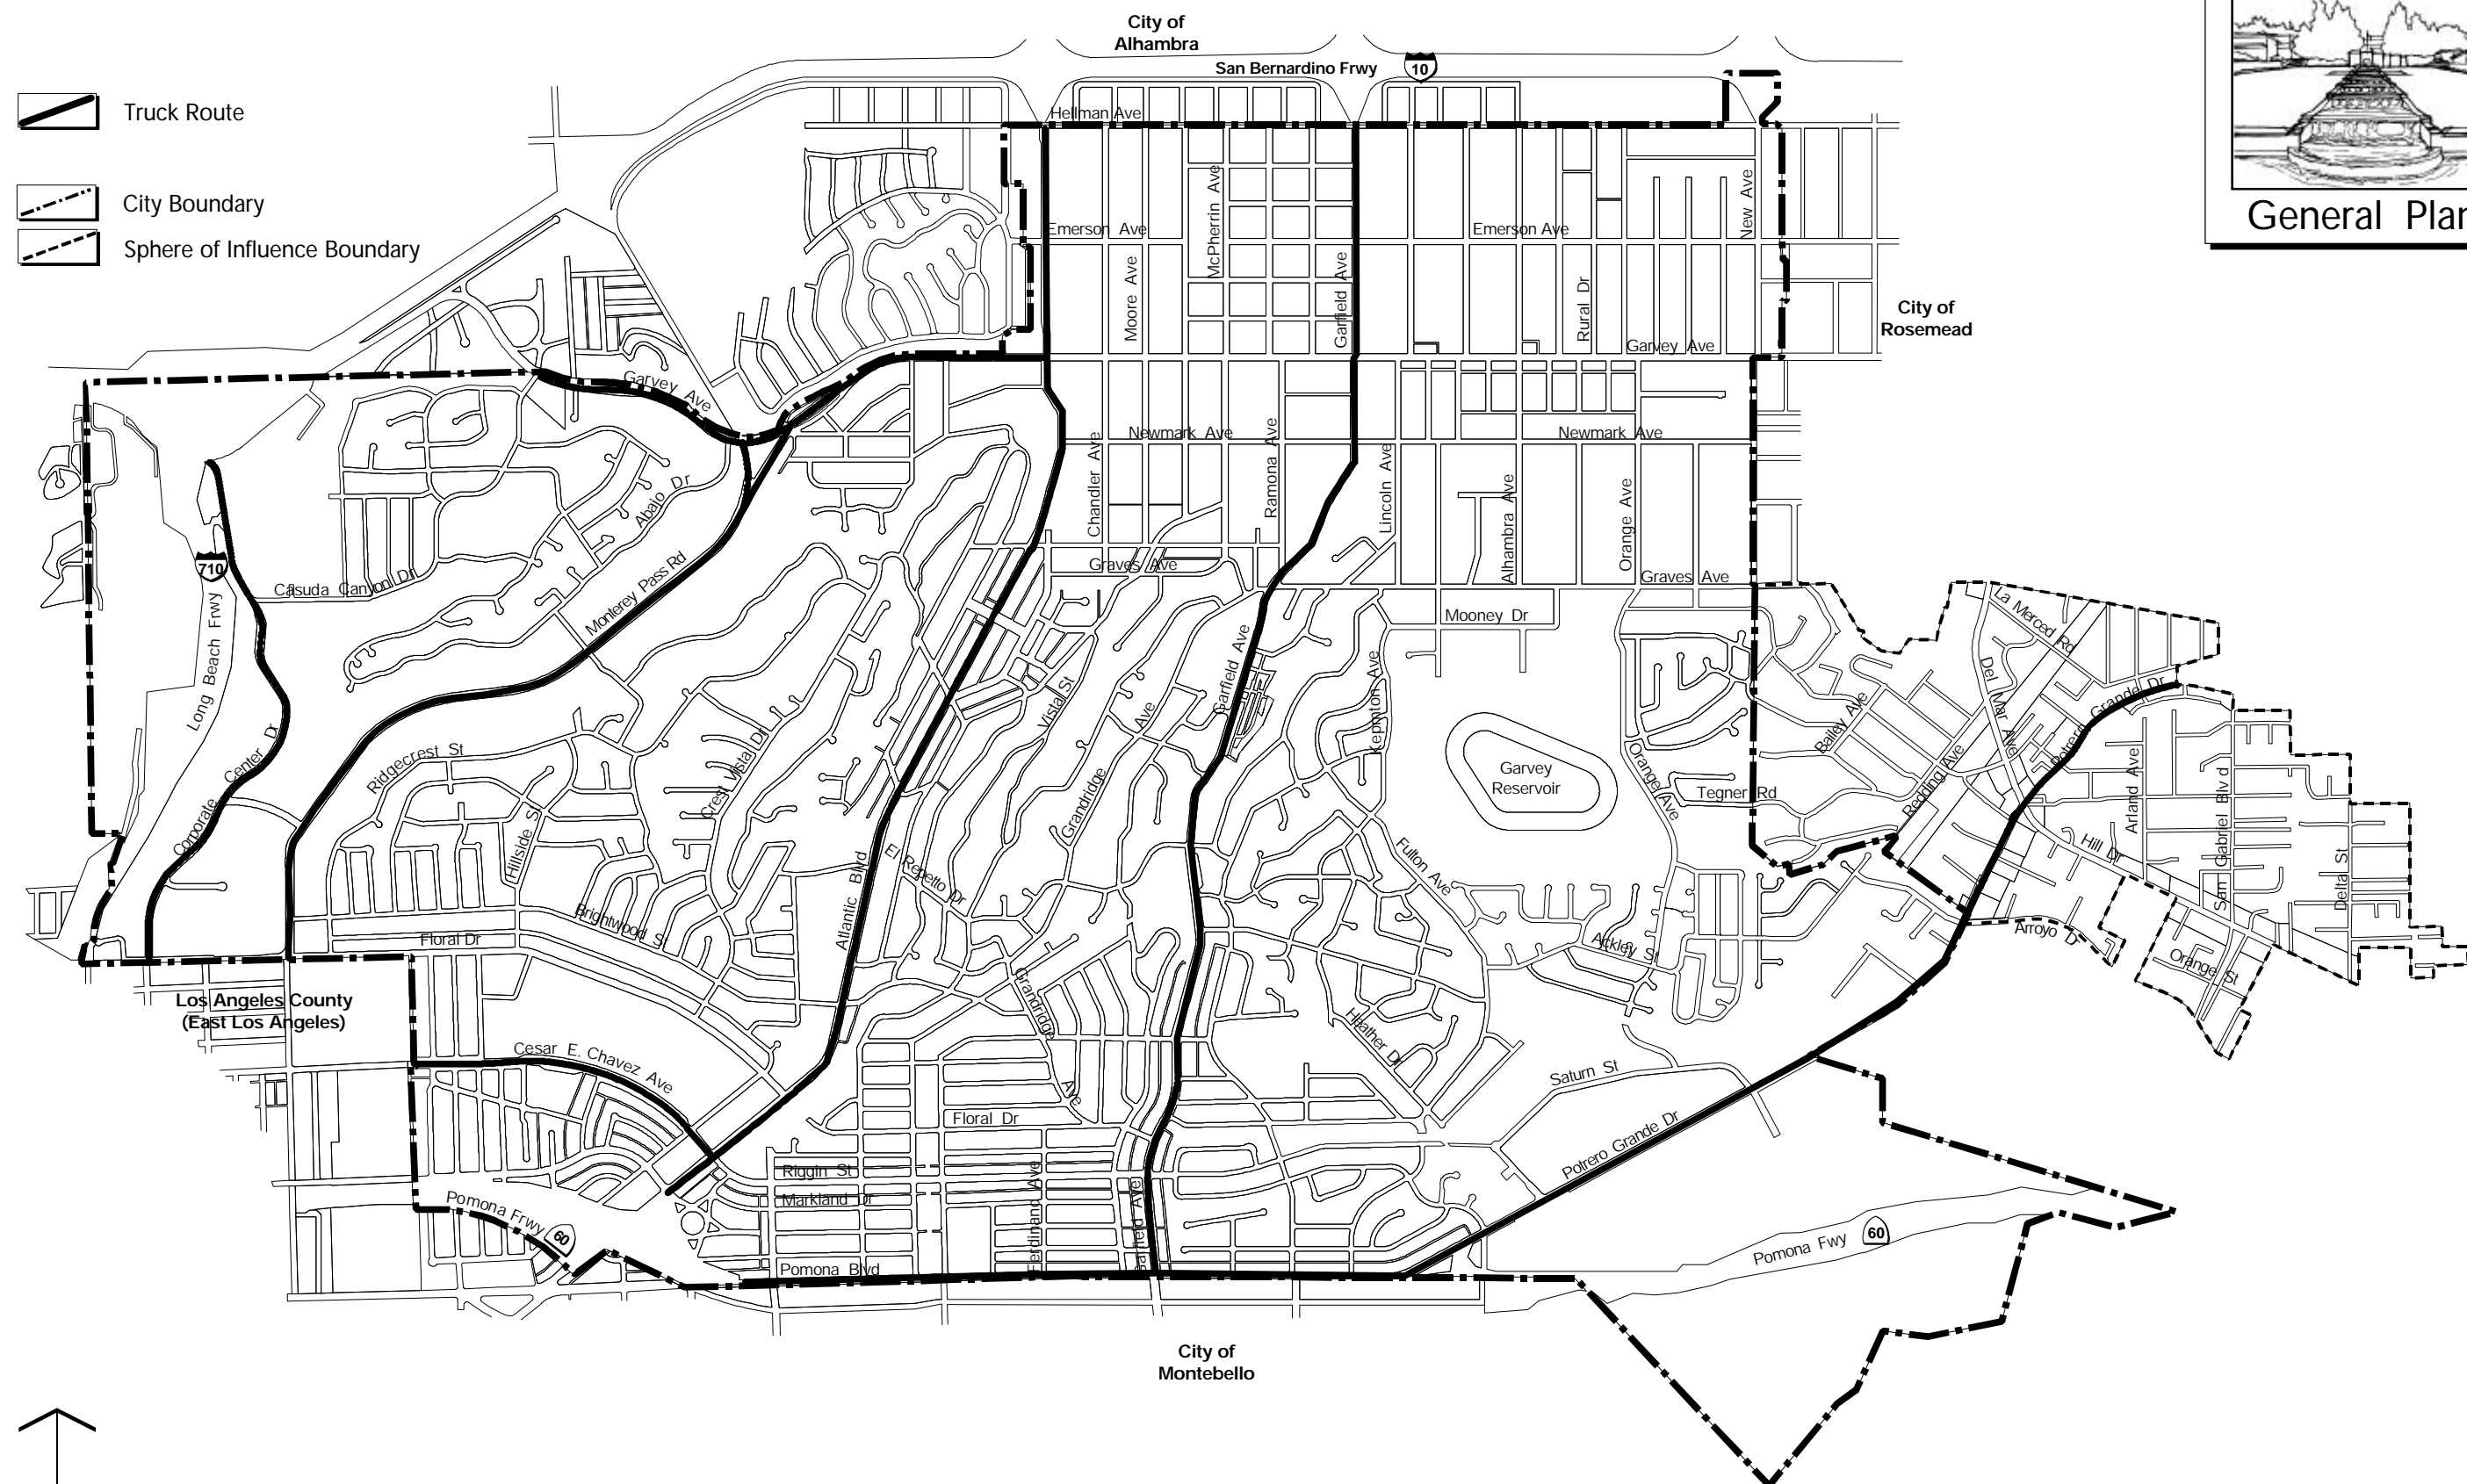 City of
Alhambra
San Bernardino Frwy
10
General Plan
Truck Route
City Boundary
Sphere of Influence Boundary
Hellman Ave
McPherrin Ave
New Ave
Emerson Ave
Emerson Ave
Moore Ave
Garfield Ave
Rural Dr
City of
Rosemead
Garvey Ave
Garvey Ave
Newmark Ave
Newmark Ave
Chandler Ave
Ramona Ave
Lincoln Ave
Alhambra Ave
Orange Ave
Abajo Dr
710
Casuda Canyon Dr
Monterey Pass Rd
Graves Ave
Graves Ave
Mooney Dr
La Merced Rd
Long Beach Frwy
Garfield Ave
Vista St
Keppmton Ave
Del Mar Ave
Potrero Grande Dr
Bailey Ave
Corporate Center Dr
Ridgecrest St
Crest Vista Dr
Grandridge Ave
Garvey
Reservoir
Orange Ave
Tegner Rd
Redding Ave
Arland Ave
San Gabriel Blvd
Hillside St
El Repetto Dr
Fulton Ave
Hill Dr
Delta St
Atlantic Blvd
Brightwood St
Floral Dr
Ackley St
Arroyo Dr
Orange St
Los Angeles County
(East Los Angeles)
Grandridge Ave
Heather Dr
Cesar E. Chavez Ave
Saturn St
Floral Dr
Potrero Grande Dr
Riggin St
Markland Dr
Ferdinand Ave
Garfield Ave
Pomona Frwy
60
Pomona Fwy
60
Pomona Blvd
City of
Montebello